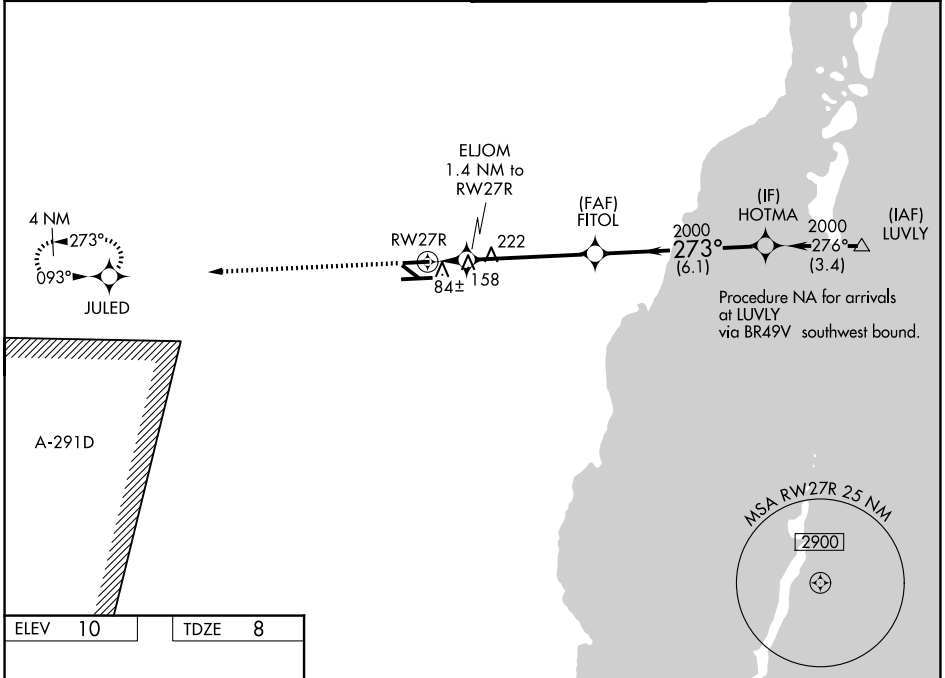 ELJOM
1.4 NM to
RW27R
(FAF)
FITOL
(IF)
HOTMA
(IAF)
LUVLY
4 NM
273°
093°
JULED
RW27R
222
158
84±
2000
273°
(6.1)
2000
276°
(3.4)
Procedure NA for arrivals
at LUVLY
via BR49V southwest bound.
A-291D
MSA RW27R 25 NM
2900
ELEV 10
TDZE 8